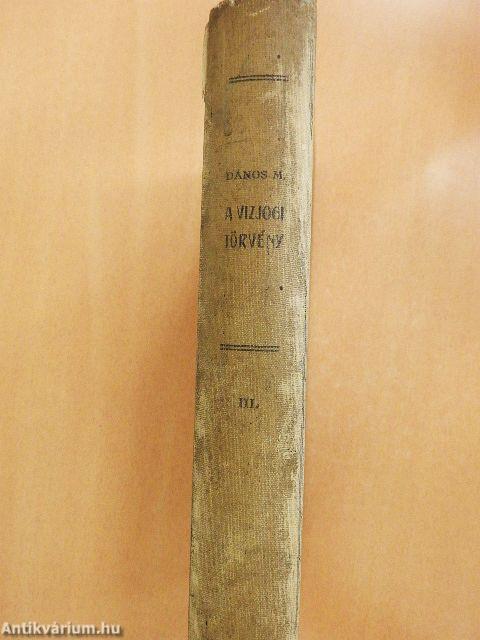 DÁNOS M.
A VIZJOGI
TÖRVÉNY
III.
Antikvárium.hu